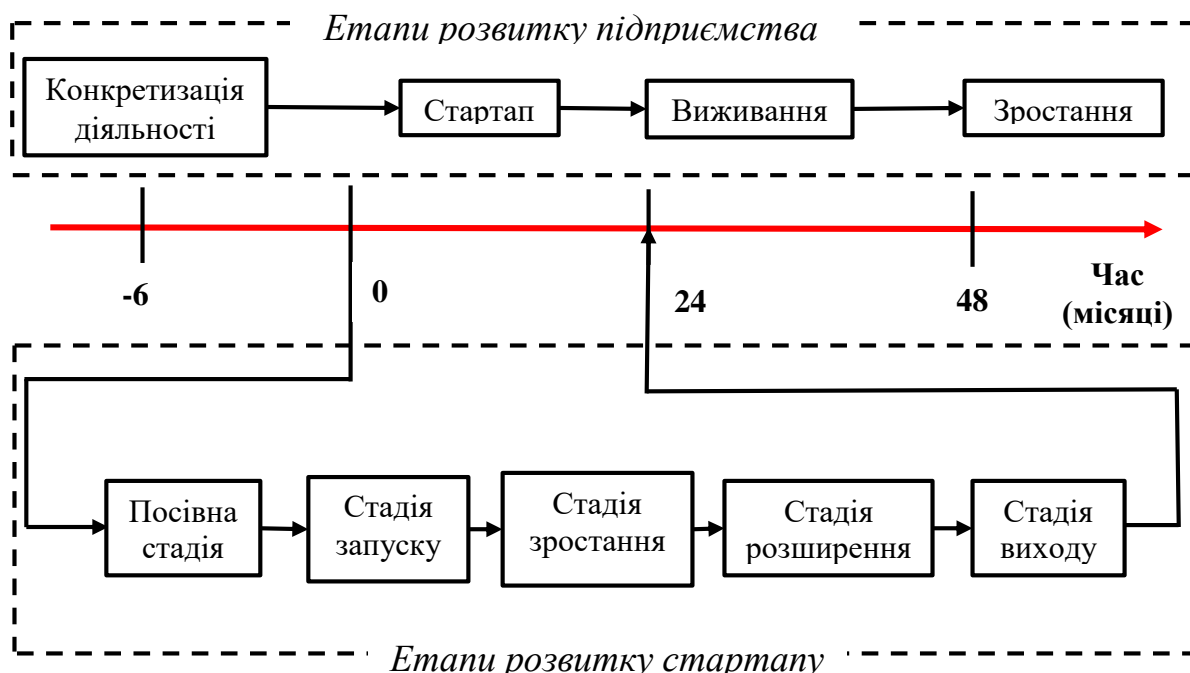 Етапи розвитку підприємства
Конкретизація
діяльності
Стартап
Виживання
Зростання
-6
0
24
48
Час
(місяці)
Посівна
стадія
Стадія
запуску
Стадія
зростання
Стадія
розширення
Стадія
виходу
Етапи розвитку стартапу